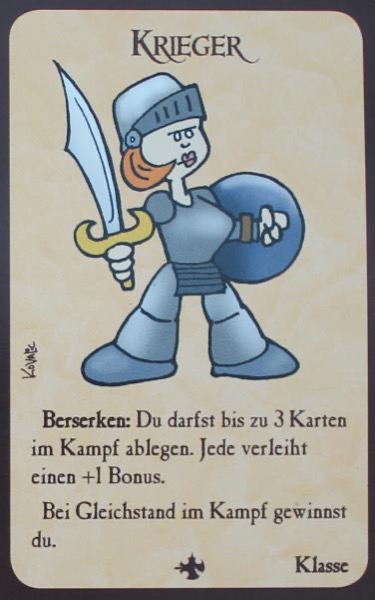 Krieger
Kovalic
Berserken: Du darfst bis zu 3 Karten
im Kampf ablegen. Jede verleiht
einen +1 Bonus.
Bei Gleichstand im Kampf gewinnst
du.
Klasse